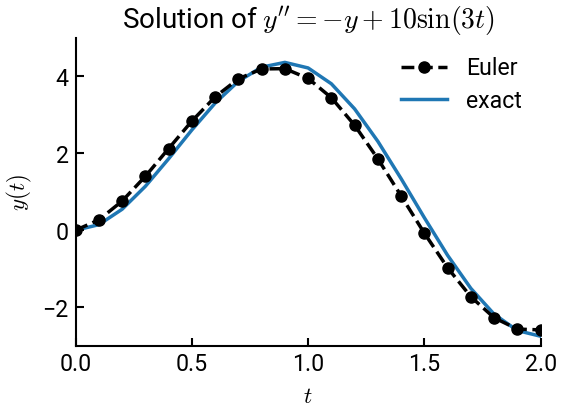 Solution of y'' = −y + 10sin(3t)
Euler
exact
4
2
0
−2
y(t)
0.0 0.5 1.0 1.5 2.0
t